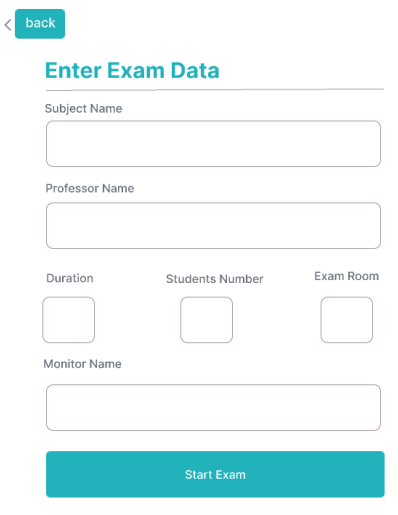 back
Enter Exam Data
Subject Name
Professor Name
Duration Students Number Exam Room
Monitor Name
Start Exam